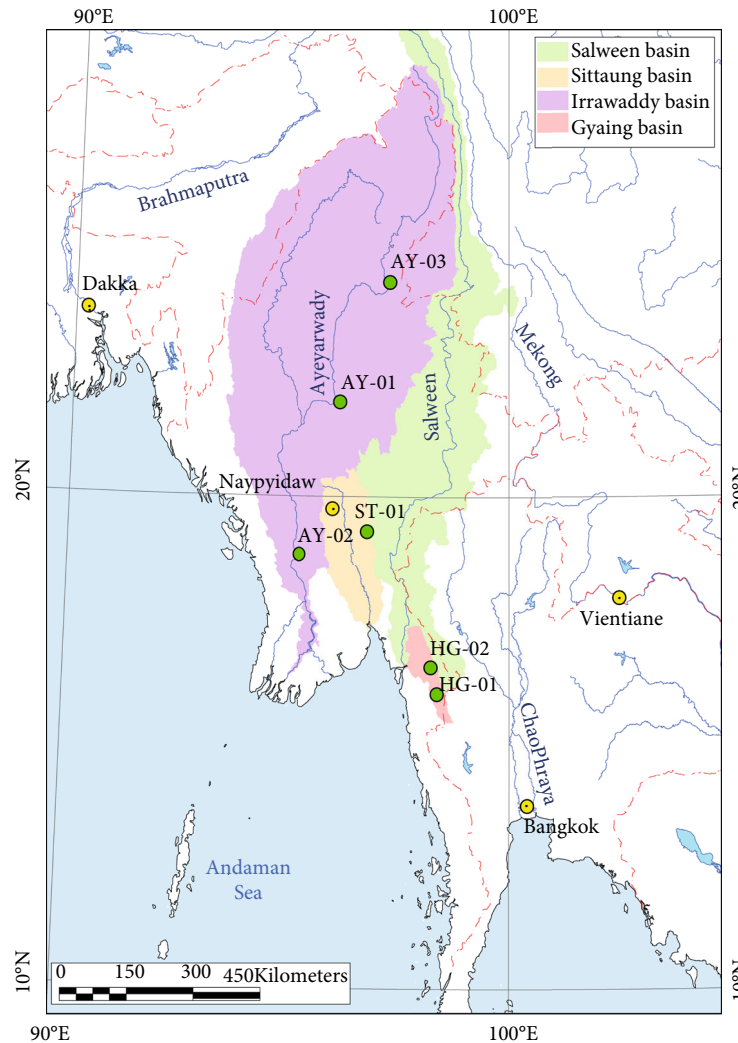 90°E
100°E
Salween basin
Sittaung basin
Irrawaddy basin
Gyaing basin
Brahmaputra
Dakka
AY-03
Ayeyarwady
Mekong
AY-01
Salween
20°N
20°N
Naypyidaw
ST-01
AY-02
Vientiane
HG-02
HG-01
ChaoPhraya
Bangkok
Andaman
Sea
10°N
10°N
0 150 300 450Kilometers
90°E
100°E